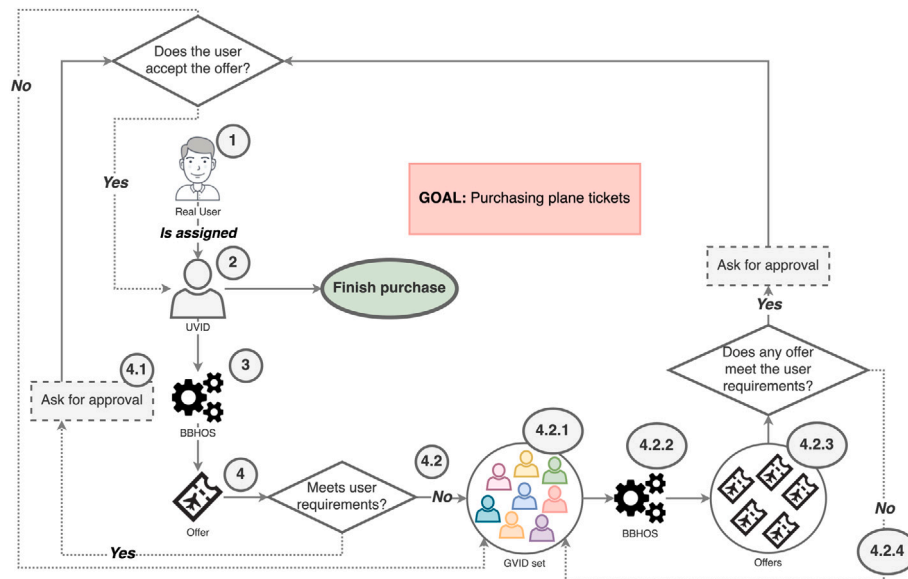 Does the user
accept the offer?
No
1
Yes
Real User
GOAL: Purchasing plane tickets
Is assigned
2
Ask for approval
Finish purchase
Yes
UVID
Does any offer
meet the user
requirements?
3
4.1
Ask for approval
BBHOS
4.2.1
4.2
4.2.2
4.2.3
4
Meets user
requirements?
No
No
Offer
BBHOS
Yes
GVID set
Offers
4.2.4